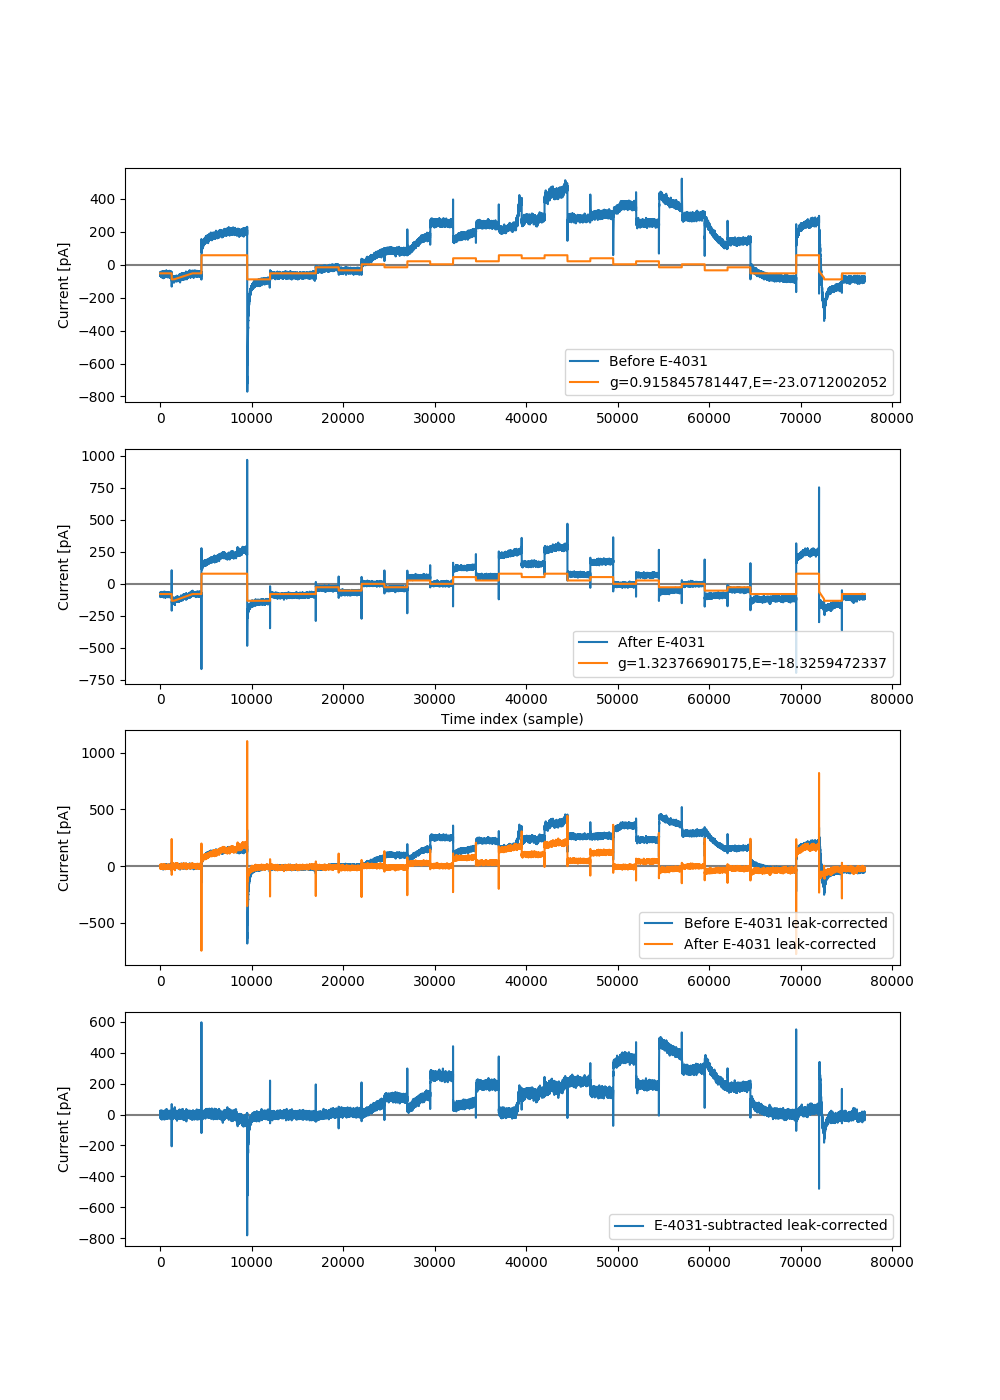 400
200
0
−200
−400
−600
−800
Current [pA]
Before E-4031
g=0.915845781447,E=-23.0712002052
0 10000 20000 30000 40000 50000 60000 70000 80000
1000
750
500
250
0
−250
−500
−750
Current [pA]
After E-4031
g=1.32376690175,E=-18.3259472337
0 10000 20000 30000 40000 50000 60000 70000 80000
Time index (sample)
1000
500
0
−500
Current [pA]
Before E-4031 leak-corrected
After E-4031 leak-corrected
0 10000 20000 30000 40000 50000 60000 70000 80000
600
400
200
0
−200
−400
−600
−800
Current [pA]
E-4031-subtracted leak-corrected
0 10000 20000 30000 40000 50000 60000 70000 80000